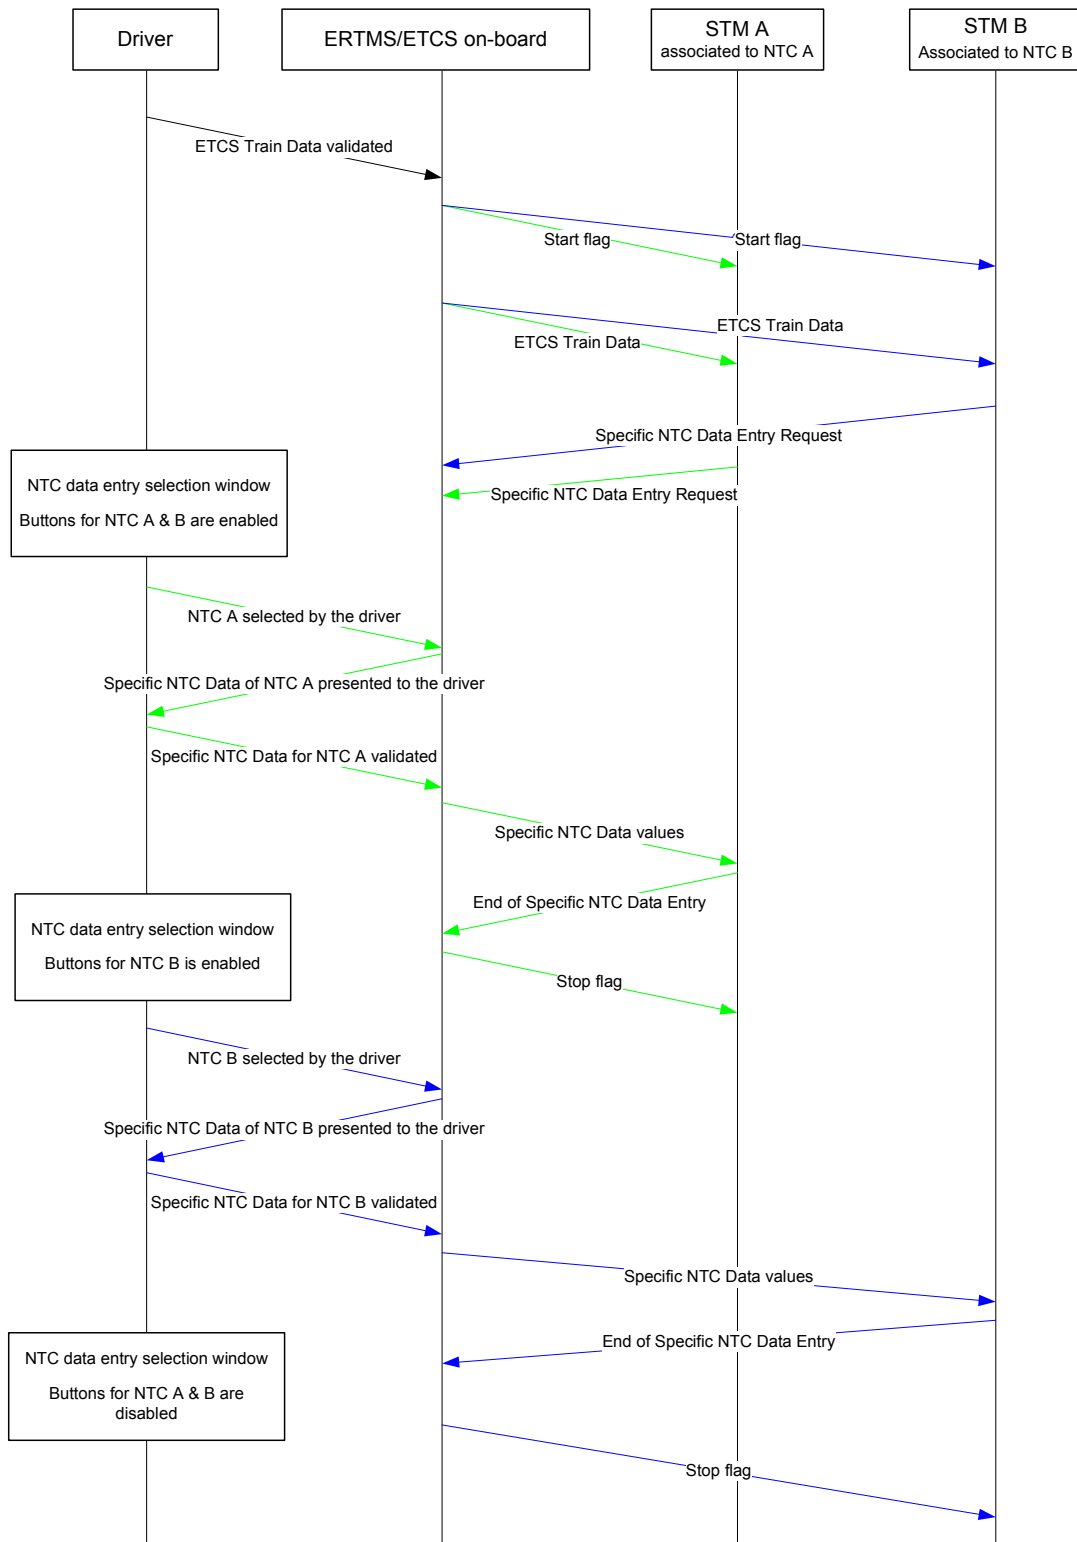 Driver
ERTMS/ETCS on-board
STM A
associated to NTC A
STM B
Associated to NTC B
ETCS Train Data validated
Start flag
Start flag
ETCS Train Data
ETCS Train Data
Specific NTC Data Entry Request
Specific NTC Data Entry Request
NTC data entry selection window
Buttons for NTC A & B are enabled
NTC A selected by the driver
Specific NTC Data of NTC A presented to the driver
Specific NTC Data for NTC A validated
Specific NTC Data values
End of Specific NTC Data Entry
NTC data entry selection window
Buttons for NTC B is enabled
Stop flag
NTC B selected by the driver
Specific NTC Data of NTC B presented to the driver
Specific NTC Data for NTC B validated
Specific NTC Data values
End of Specific NTC Data Entry
NTC data entry selection window
Buttons for NTC A & B are
disabled
Stop flag